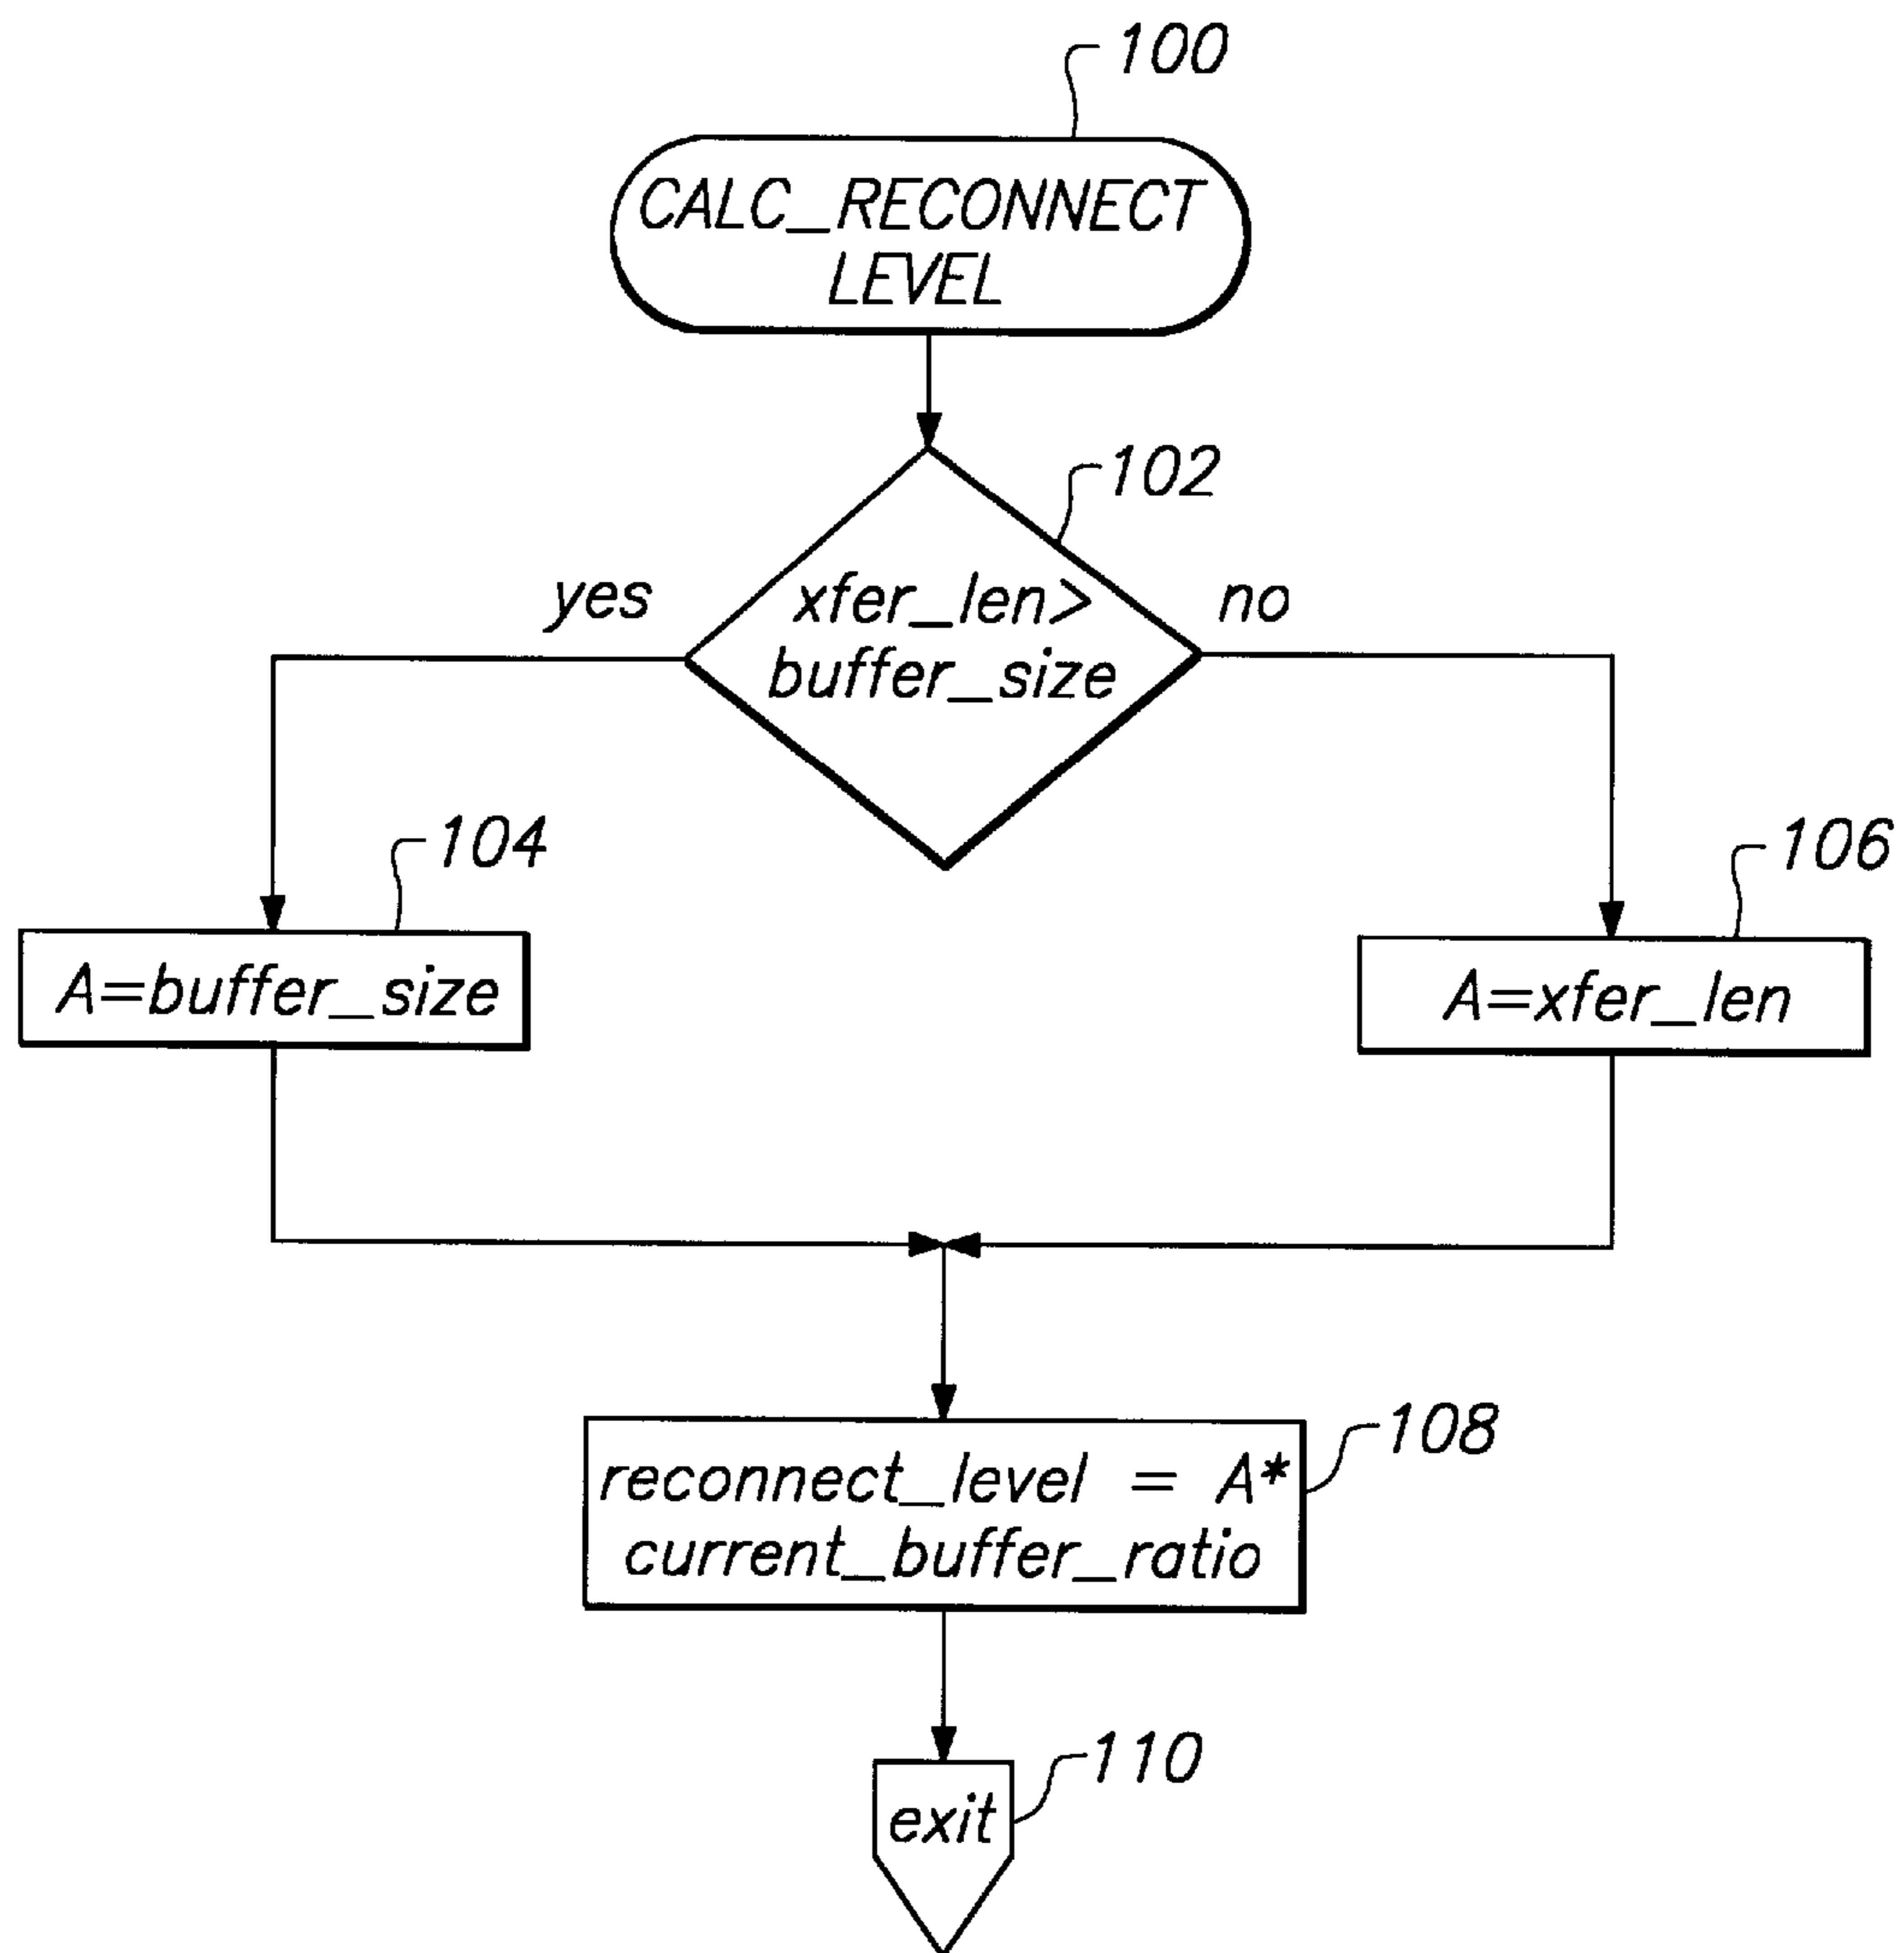 100
CALC_RECONNECT
LEVEL
102
yes
xfer_len>
buffer_size
no
104
106
A=buffer_size
A=xfer_len
108
reconnect_level = A*
current_buffer_ratio
110
exit